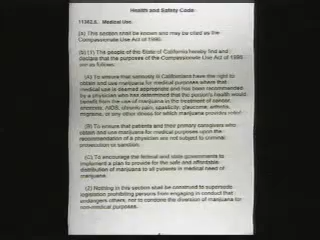 Health and Safety Code
11362.5. Medical Use.
(a) This section shall be known and may be cited as the
Compassionate Use Act of 1996.
(b) (1) The people of the State of California hereby find and
declare that the purposes of the Compassionate Use Act of 1996
are as follows:
(A) To ensure that seriously ill Californians have the right to
obtain and use marijuana for medical purposes where that
medical use is deemed appropriate and has been recommended
by a physician who has determined that the person's health would
benefit from the use of marijuana in the treatment of cancer,
anorexia, AIDS, chronic pain, spasticity, glaucoma, arthritis,
migraine, or any other illness for which marijuana provides relief.
(B) To ensure that patients and their primary caregivers who
obtain and use marijuana for medical purposes upon the
recommendation of a physician are not subject to criminal
prosecution or sanction.
(C) To encourage the federal and state governments to
implement a plan to provide for the safe and affordable
distribution of marijuana to all patients in medical need of
marijuana.
(2) Nothing in this section shall be construed to supersede
legislation prohibiting persons from engaging in conduct that
endangers others, nor to condone the diversion of marijuana for
non-medical purposes.